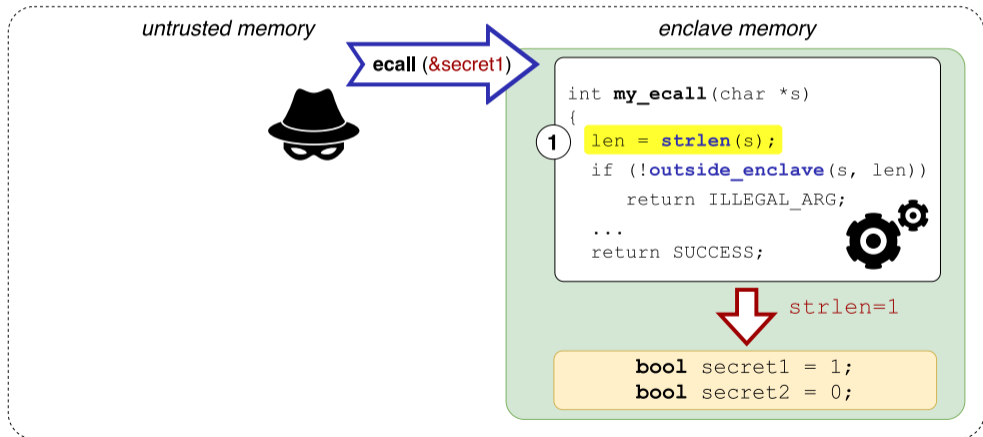 untrusted memory
enclave memory
ecall (&secret1)
int my_ecall(char *s)
{
1
len = strlen(s);
if (!outside_enclave(s, len))
return ILLEGAL_ARG;
...
return SUCCESS;
strlen=1
bool secret1 = 1;
bool secret2 = 0;